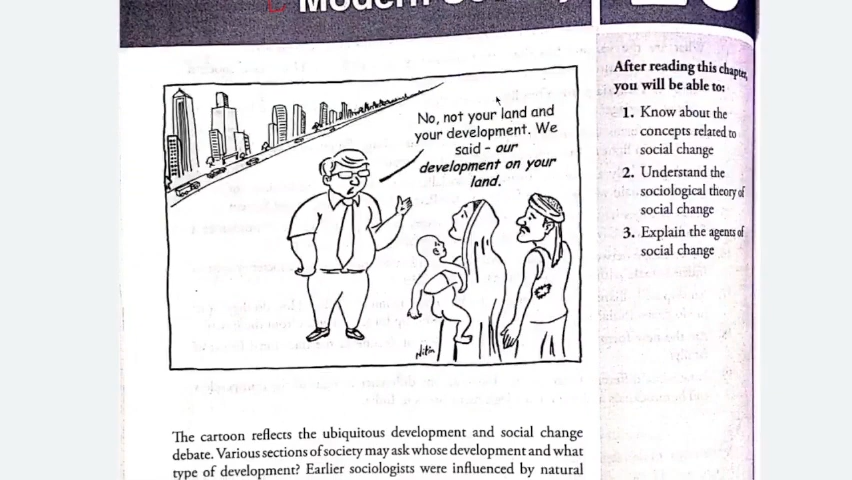 Modern Society
After reading this chapter,
you will be able to:
1. Know about the
concepts related to
social change
2. Understand the
sociological theory of
social change
3. Explain the agents of
social change
No, not your land and
your development. We
said – our
development on your
land.
Nitin
The cartoon reflects the ubiquitous development and social change
debate. Various sections of society may ask whose development and what
type of development? Earlier sociologists were influenced by natural